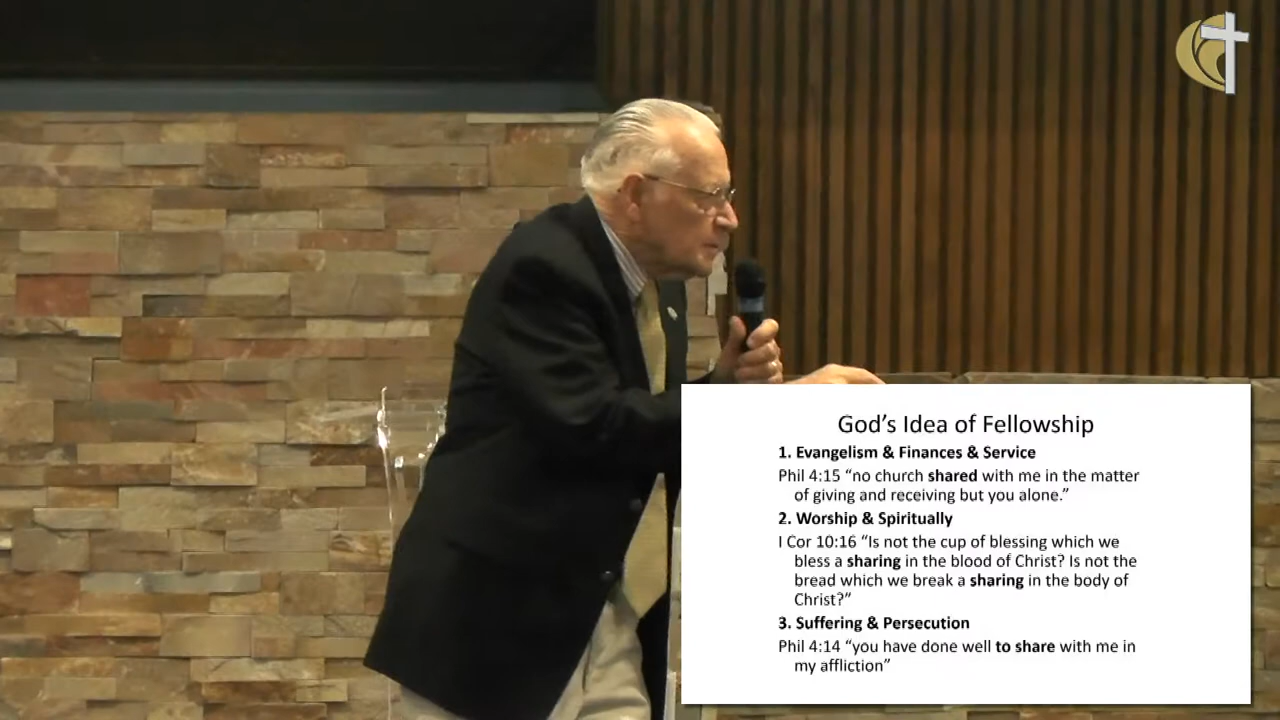 God’s Idea of Fellowship
1. Evangelism & Finances & Service
Phil 4:15 “no church shared with me in the matter
of giving and receiving but you alone.”
2. Worship & Spiritually
I Cor 10:16 “Is not the cup of blessing which we
bless a sharing in the blood of Christ? Is not the
bread which we break a sharing in the body of
Christ?”
3. Suffering & Persecution
Phil 4:14 “you have done well to share with me in
my affliction”